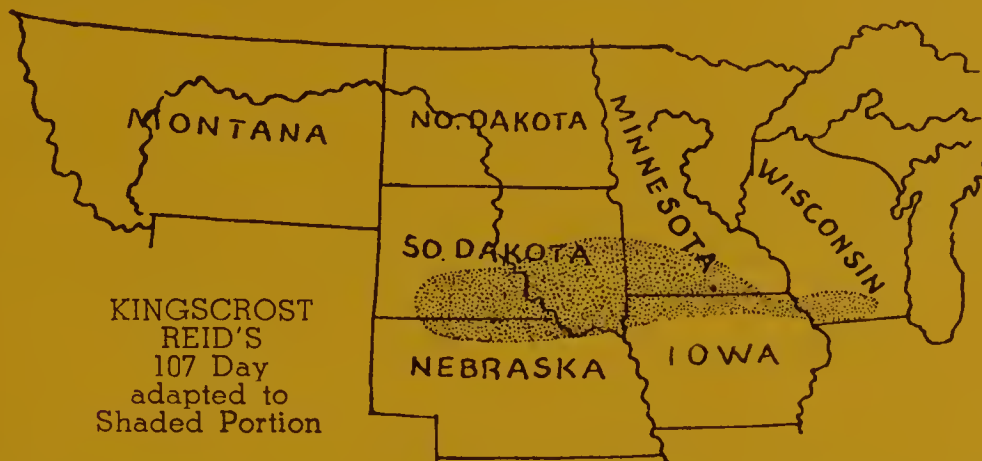 MONTANA
NO. DAKOTA
MINNESOTA
WISCONSIN
SO. DAKOTA
NEBRASKA
IOWA
KINGSCROST
REID'S
107 Day
adapted to
Shaded Portion